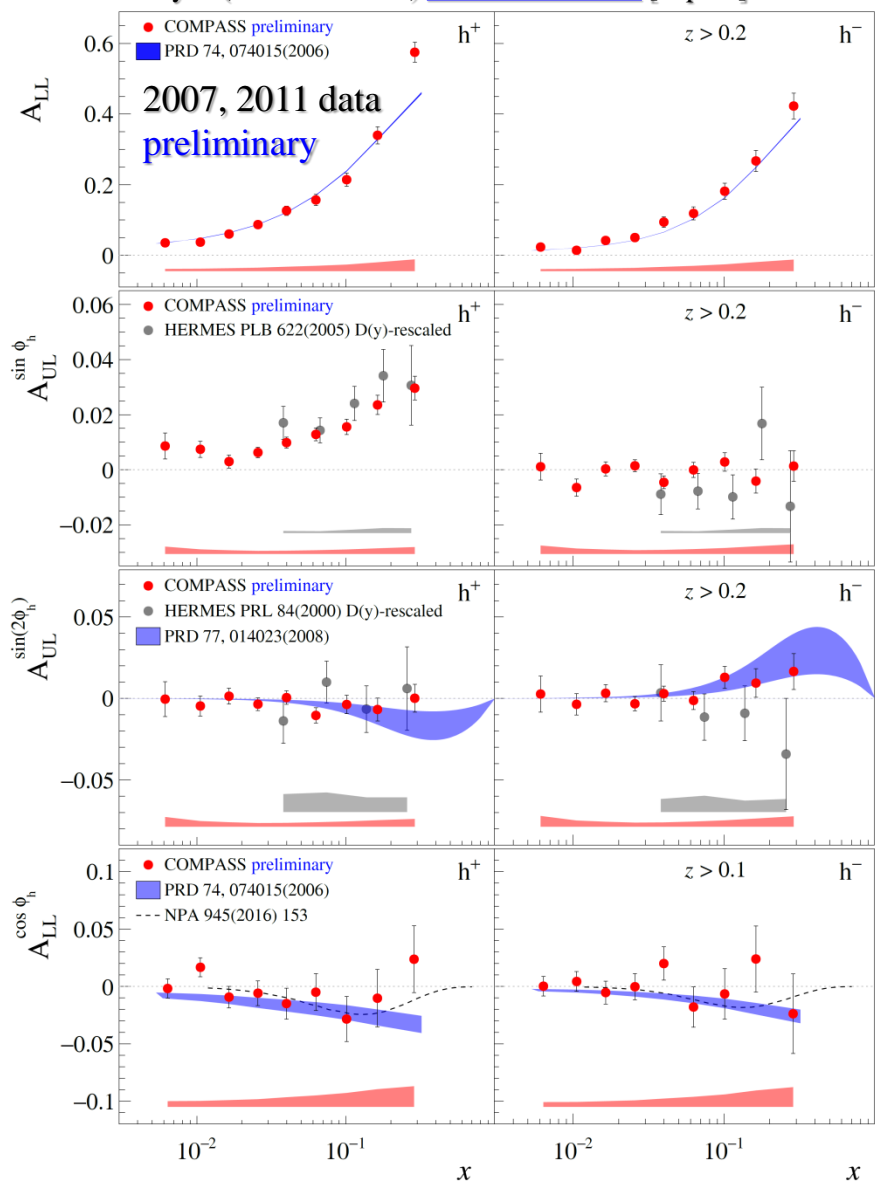 COMPASS preliminary
h⁺
PRD 74, 074015(2006)
2007, 2011 data
preliminary
z > 0.2
h⁻
A_LL
0.6
0.4
0.2
0
COMPASS preliminary
h⁺
HERMES PLB 622(2005) D(y)-rescaled
z > 0.2
h⁻
A_UL^sin ϕ_h
0.06
0.04
0.02
0
−0.02
COMPASS preliminary
h⁺
HERMES PRL 84(2000) D(y)-rescaled
PRD 77, 014023(2008)
z > 0.2
h⁻
A_UL^sin(2ϕ_h)
0.05
0
−0.05
COMPASS preliminary
h⁺
PRD 74, 074015(2006)
NPA 945(2016) 153
z > 0.1
h⁻
A_LL^cos ϕ_h
0.1
0.05
0
−0.05
−0.1
10⁻² 10⁻¹ 10⁻² 10⁻¹
x x